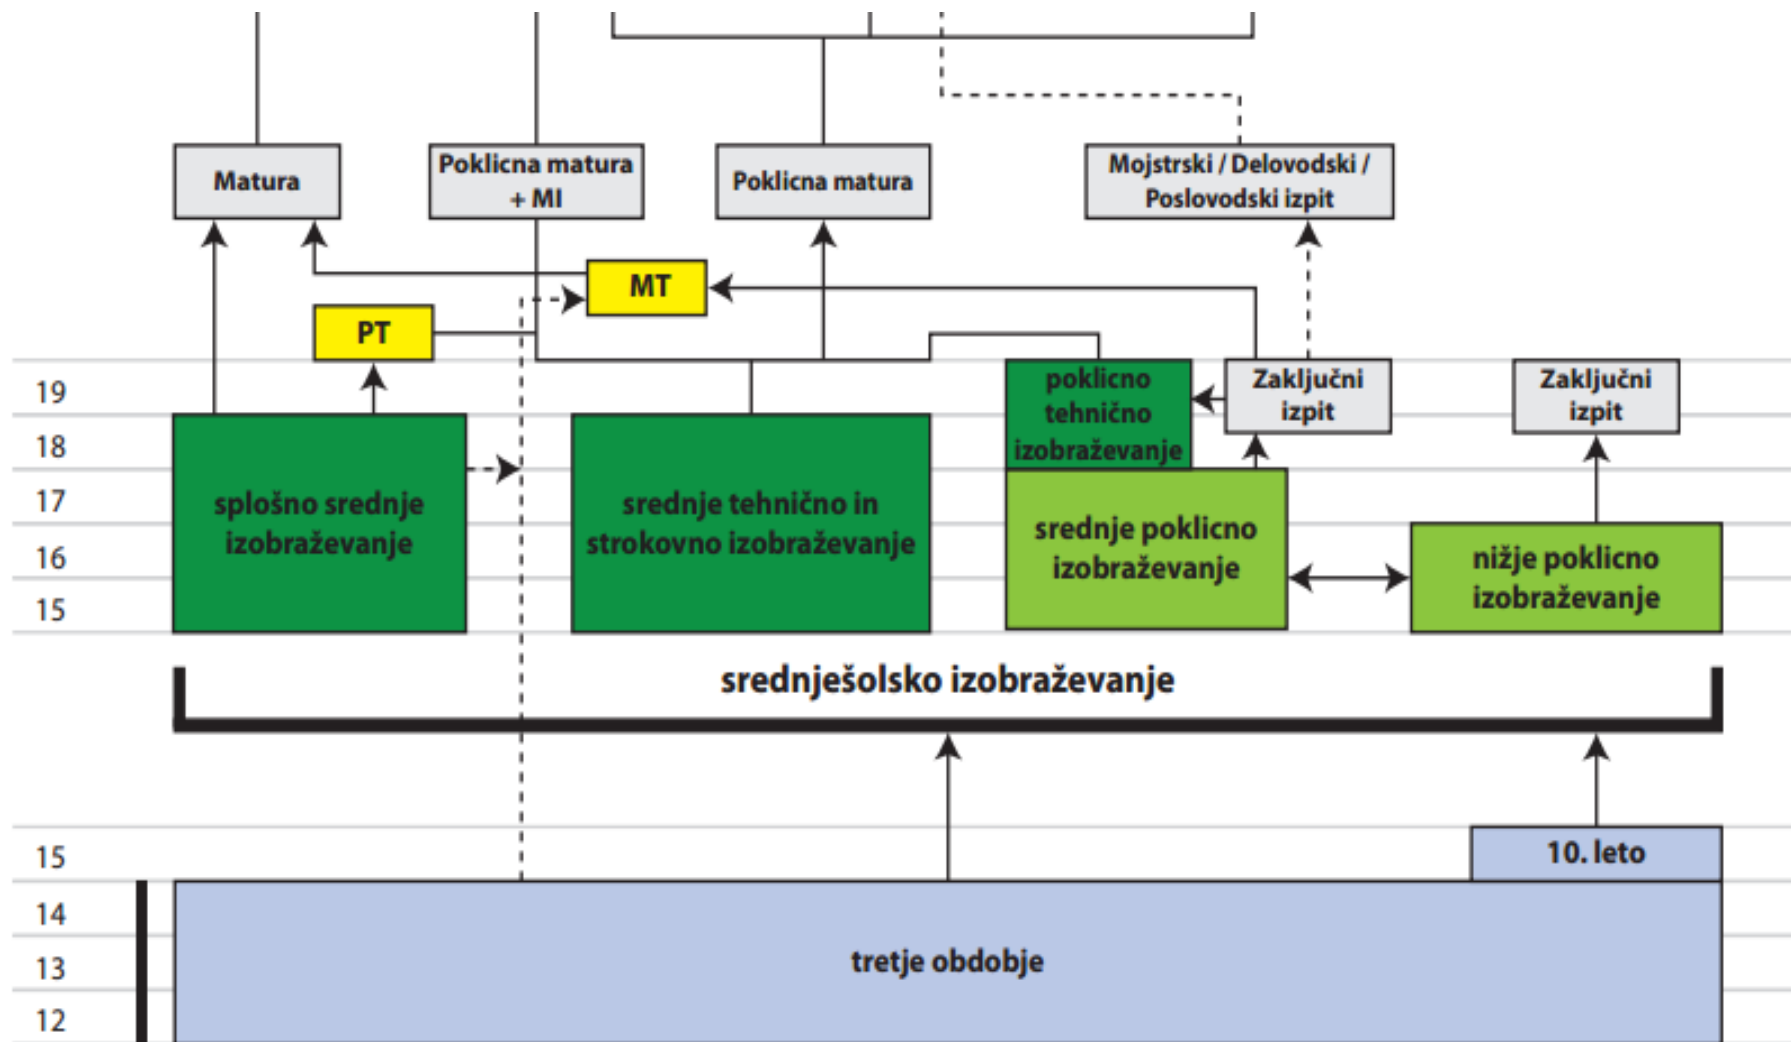 Matura
Poklicna matura
+ MI
Poklicna matura
Mojstrski / Delovodski /
Poslovodski izpit
MT
PT
19
18
17
16
15
splošno srednje
izobraževanje
srednje tehnično in
strokovno izobraževanje
poklicno
tehnično
izobraževanje
Zaključni
izpit
Zaključni
izpit
srednje poklicno
izobraževanje
nižje poklicno
izobraževanje
srednješolsko izobraževanje
15
10. leto
14
13
12
tretje obdobje